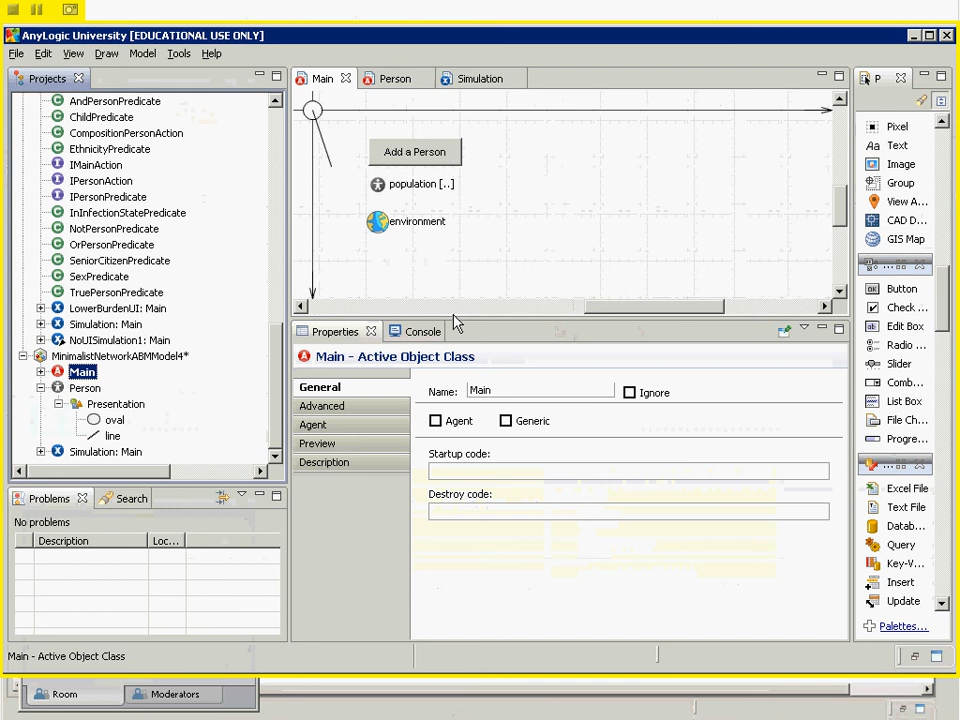 AnyLogic University [EDUCATIONAL USE ONLY]
File Edit View Draw Model Tools Help
Projects
AndPersonPredicate
ChildPredicate
CompositionPersonAction
EthnicityPredicate
IMainAction
IPersonAction
IPersonPredicate
InInfectionStatePredicate
NotPersonPredicate
OrPersonPredicate
SeniorCitizenPredicate
SexPredicate
TruePersonPredicate
LowerBurdenUI: Main
Simulation: Main
NoUISimulation1: Main
MinimalistNetworkABMModel4*
Main
Person
Presentation
oval
line
Simulation: Main
Problems Search
No problems
Description Loc...
Main Person Simulation
Add a Person
population [..]
environment
Properties Console
Main - Active Object Class
General
Advanced
Agent
Preview
Description
Name: Main Ignore
Agent Generic
Startup code:
Destroy code:
P
Pixel
Text
Image
Group
View A...
CAD D...
GIS Map
Button
Check ...
Edit Box
Radio ...
Slider
Comb...
List Box
File Ch...
Progre...
Excel File
Text File
Datab...
Query
Key-V...
Insert
Update
Palettes...
Main - Active Object Class
Room Moderators